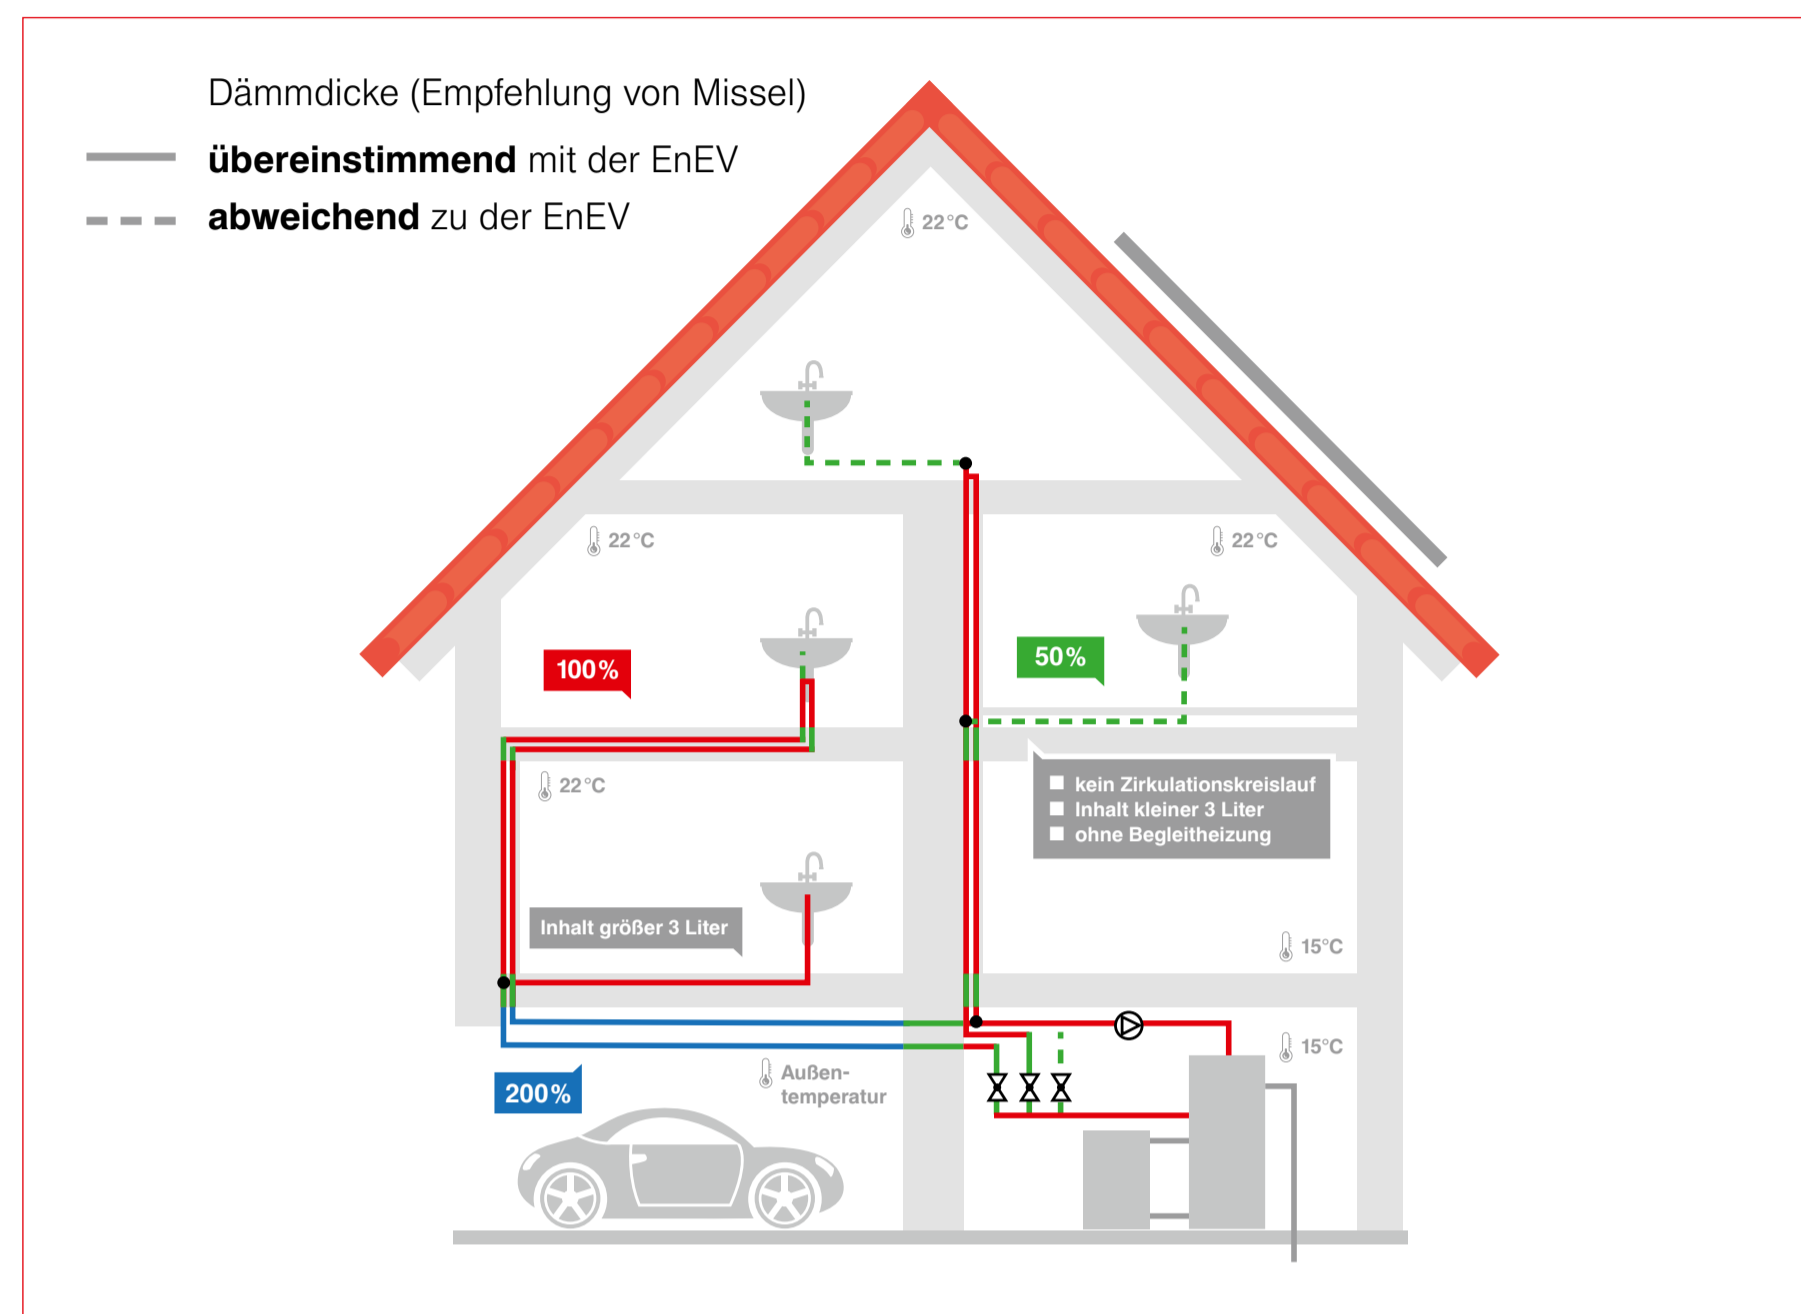 Dämmdicke (Empfehlung von Missel)
übereinstimmend mit der EnEV
abweichend zu der EnEV
22 °C
22 °C
22 °C
100 %
50 %
22 °C
kein Zirkulationskreislauf
Inhalt kleiner 3 Liter
ohne Begleitheizung
Inhalt größer 3 Liter
15°C
15°C
Außen-
temperatur
200 %